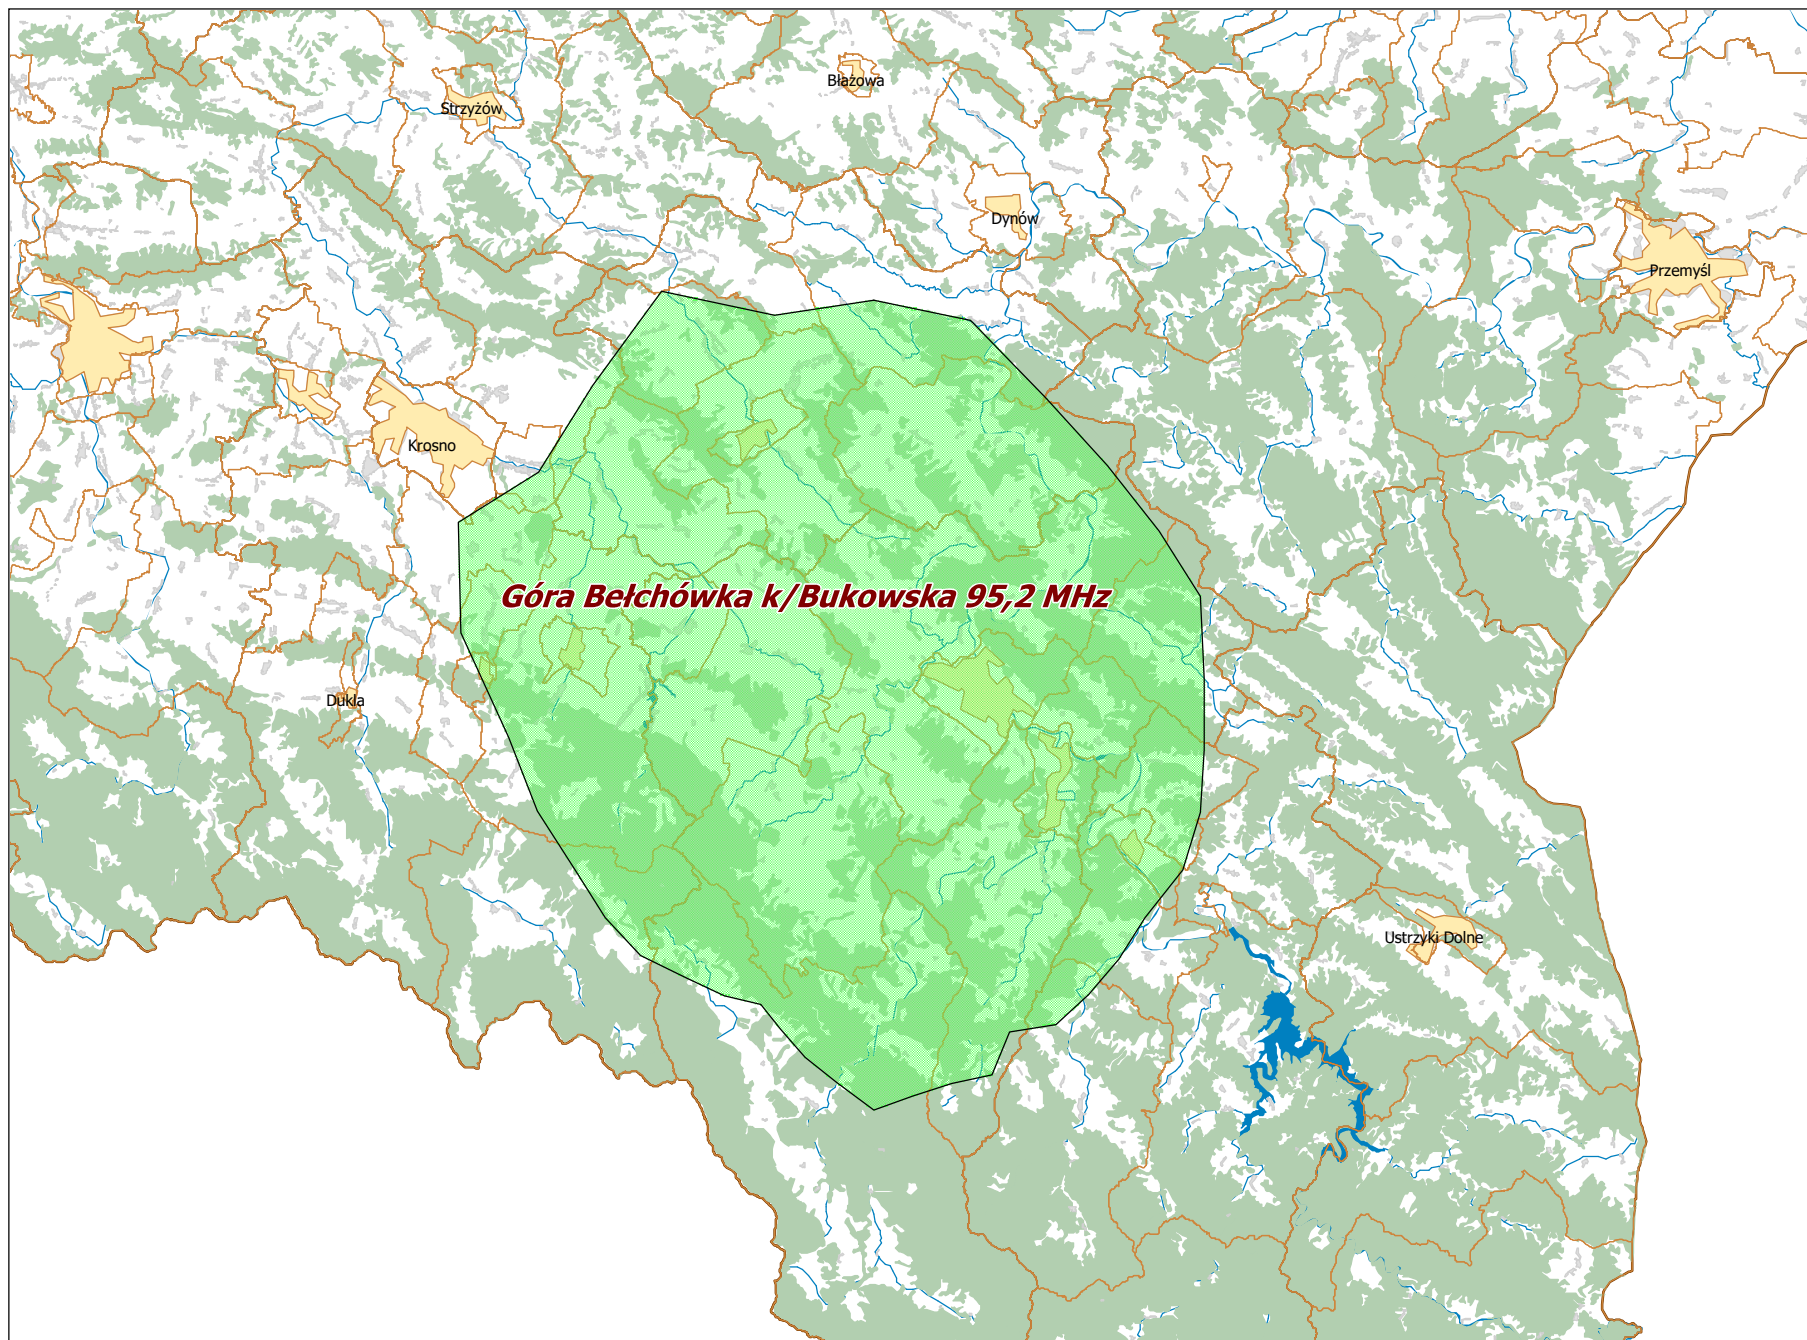 Błażowa
Strzyżów
Dynów
Przemyśl
Krosno
Góra Bełchówka k/Bukowska 95,2 MHz
Dukla
Ustrzyki Dolne